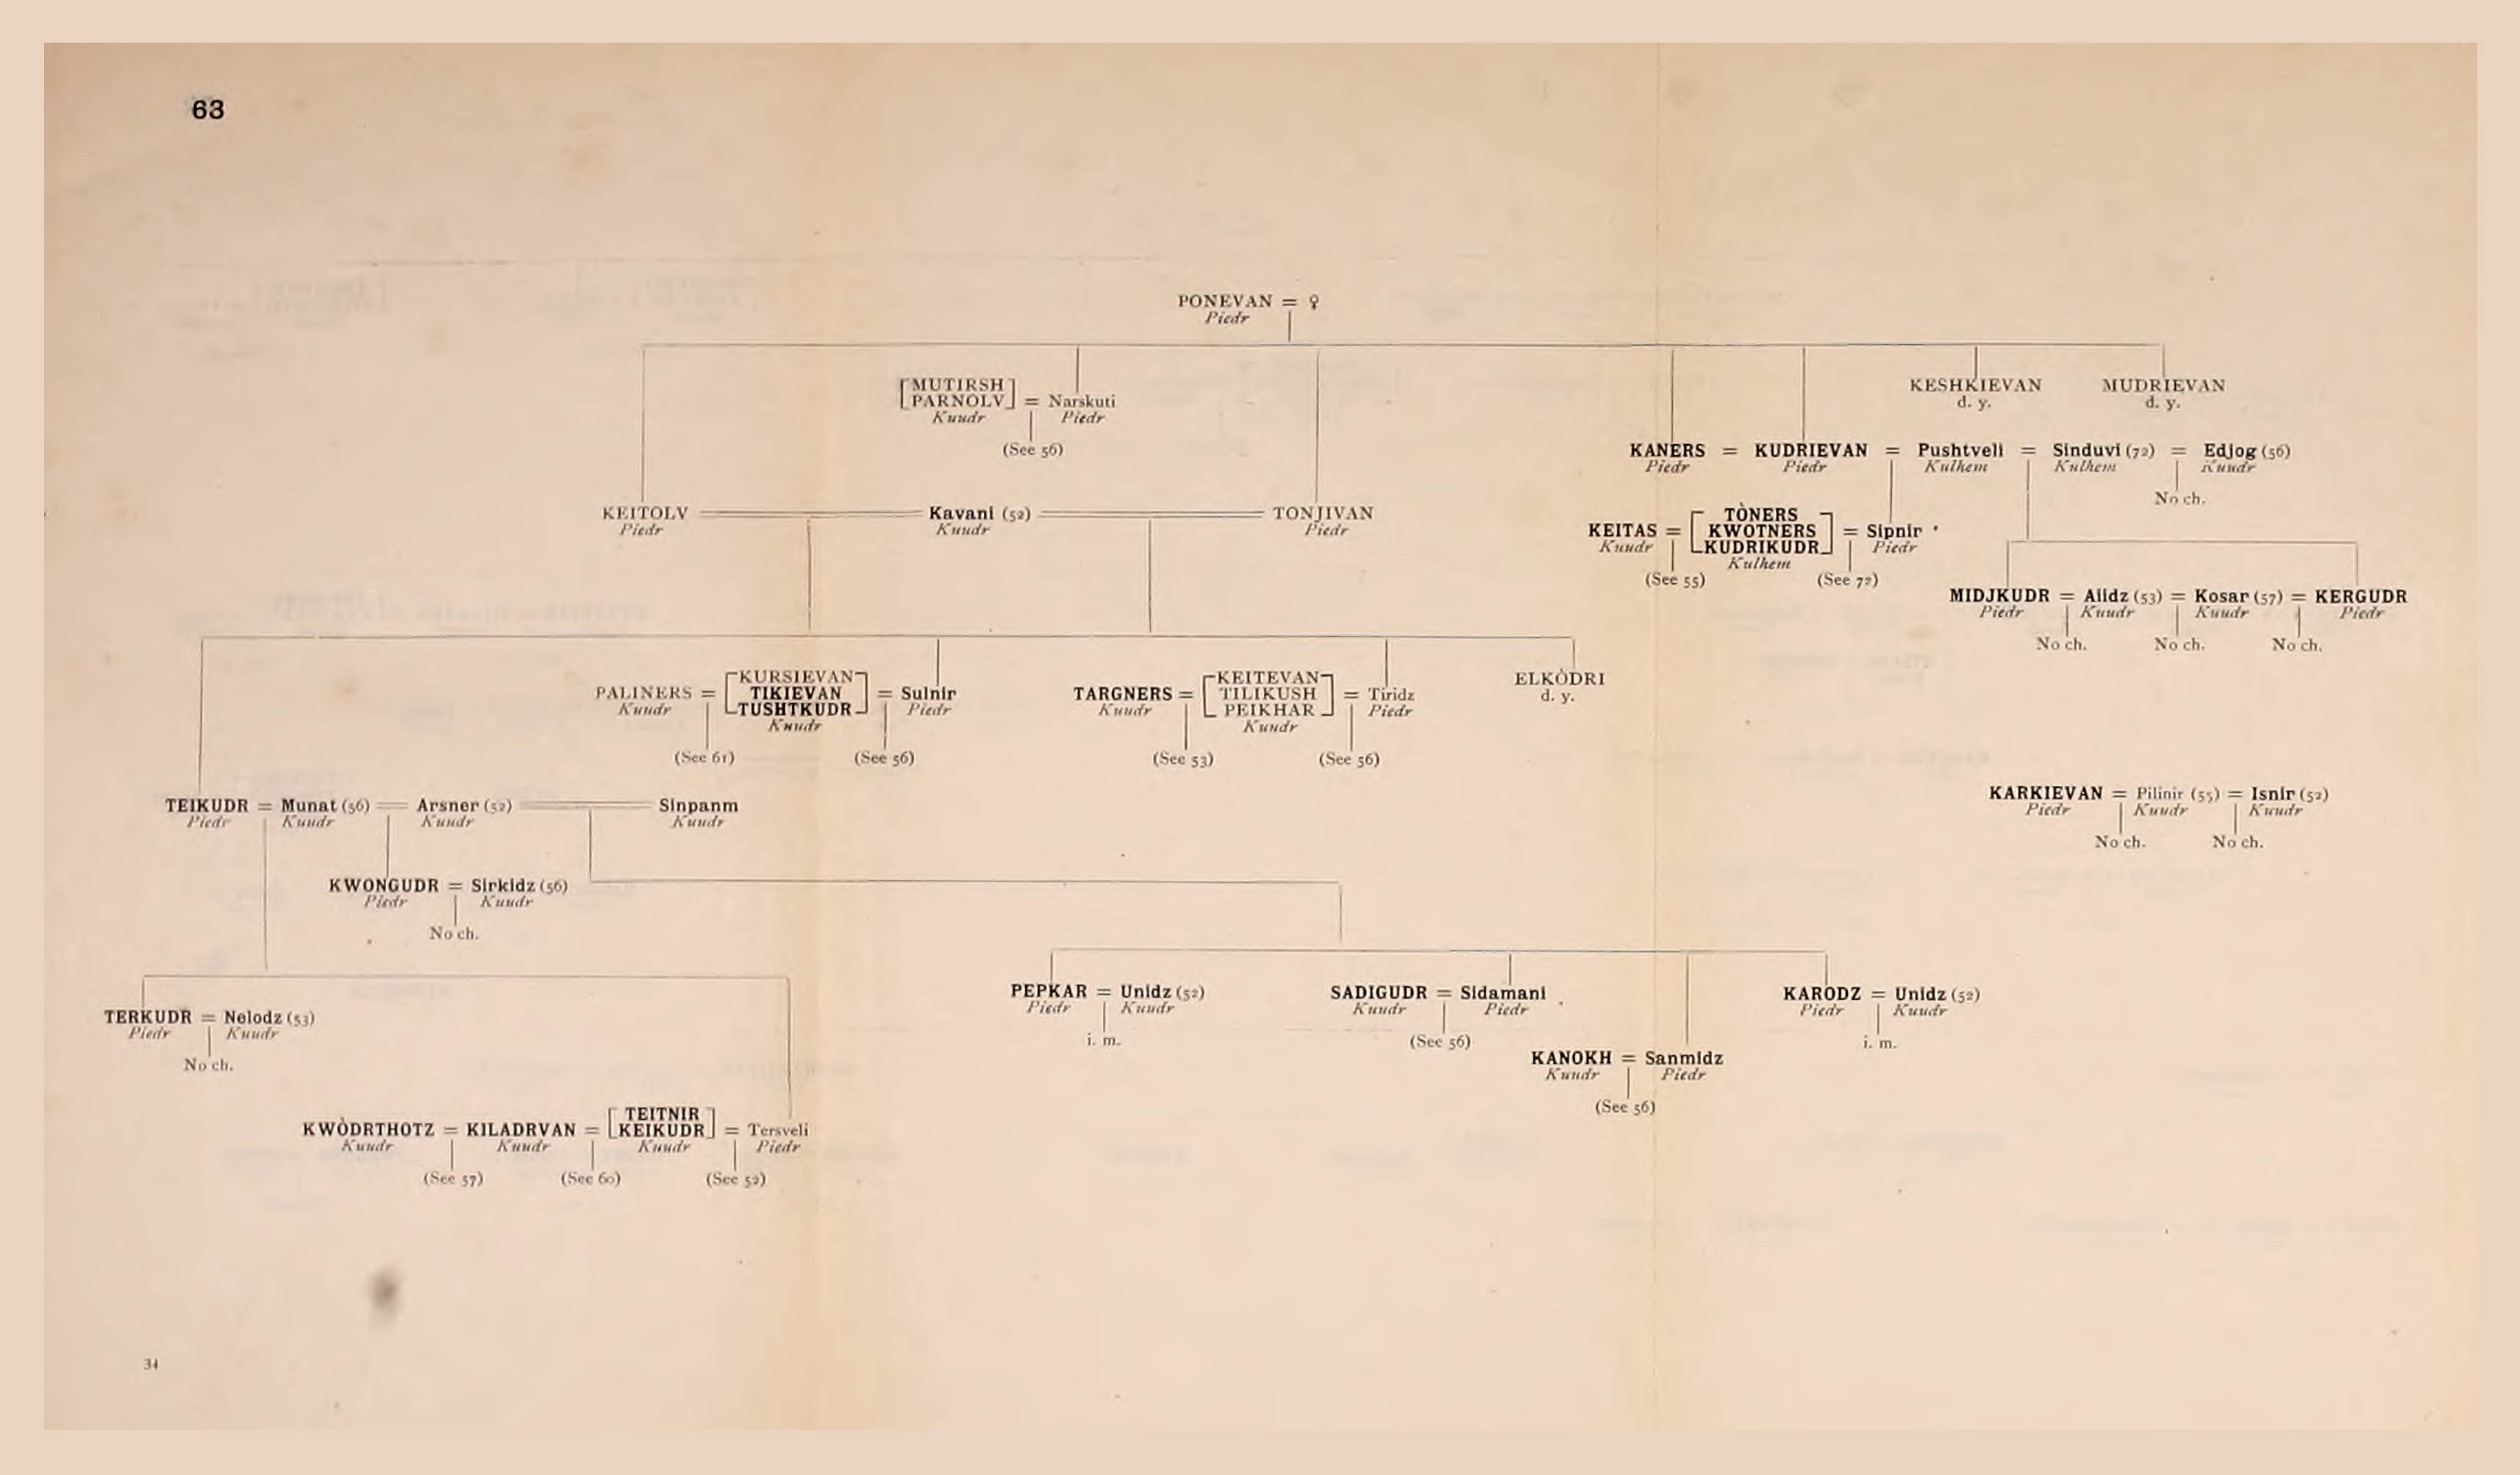 63
PONEVAN = ♀
Piedr
[MUTIRSH
PARNOLV] = Narskuti
Kuudr Piedr
(See 56)
KESHKIEVAN MUDRIEVAN
d. y. d. y.
KANERS = KUDRIEVAN = Pushtveli = Sinduvi (72) = Edjog (56)
Piedr Piedr Kulhem Kulhem Kuudr
No ch.
KEITOLV = Kavani (52) = TONJIVAN
Piedr Kuudr Piedr
KEITAS = [TÒNERS
KWOTNERS
KUDRIKUDR] = Sipnir
Kuudr Kulhem Piedr
(See 55) (See 72)
MIDJKUDR = Alidz (53) = Kosar (57) = KERGUDR
Piedr Kuudr Kuudr Piedr
No ch. No ch. No ch.
PALINERS = [KURSIEVAN
TIKIEVAN
TUSHTKUDR] = Sulnir
Kuudr Kuudr Piedr
(See 61) (See 56)
TARGNERS = [KEITEVAN
TILIKUSH
PEIKHAR] = Tiridz
Kuudr Kuudr Piedr
(See 53) (See 56)
ELKÒDRI
d. y.
TEIKUDR = Munat (56) = Arsner (52) = Sinpanm
Piedr Kuudr Kuudr Kuudr
KARKIEVAN = Pilinir (55) = Isnir (52)
Piedr Kuudr Kuudr
No ch. No ch.
KWONGUDR = Sirkidz (56)
Piedr Kuudr
No ch.
TERKUDR = Nelodz (53)
Piedr Kuudr
No ch.
PEPKAR = Unidz (52)
Piedr Kuudr
i. m.
SADIGUDR = Sidamani
Kuudr Piedr
(See 56)
KARODZ = Unidz (52)
Piedr Kuudr
i. m.
KANOKH = Sanmidz
Kuudr Piedr
(See 56)
KWÒDRTHOTZ = KILADRVAN = [TEITNIR
KEIKUDR] = Tersveli
Kuudr Kuudr Kuudr Piedr
(See 57) (See 60) (See 52)
34